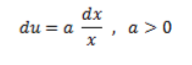 du = a dx/x , a > 0